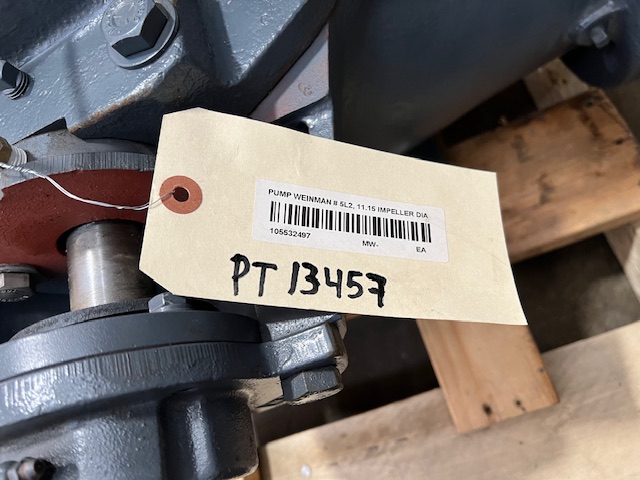 PUMP WEINMAN # 5L2, 11.15 IMPELLER DIA
105532497 MW- EA
PT 13457